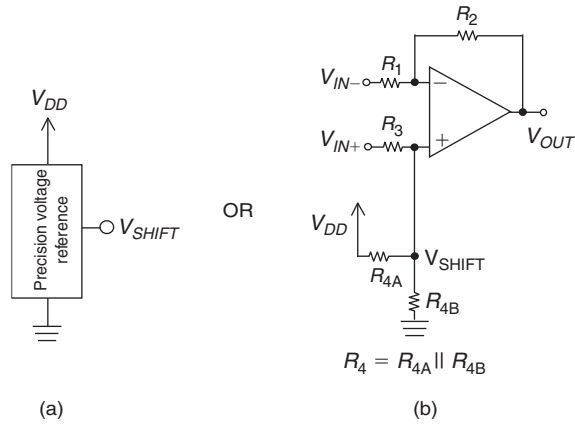 V_DD
Precision voltage
reference
V_SHIFT
(a)
OR
R_2
V_IN− R_1
−
R_3
V_IN+
+
V_OUT
V_DD
V_SHIFT
R_4A
R_4B
R_4 = R_4A || R_4B
(b)